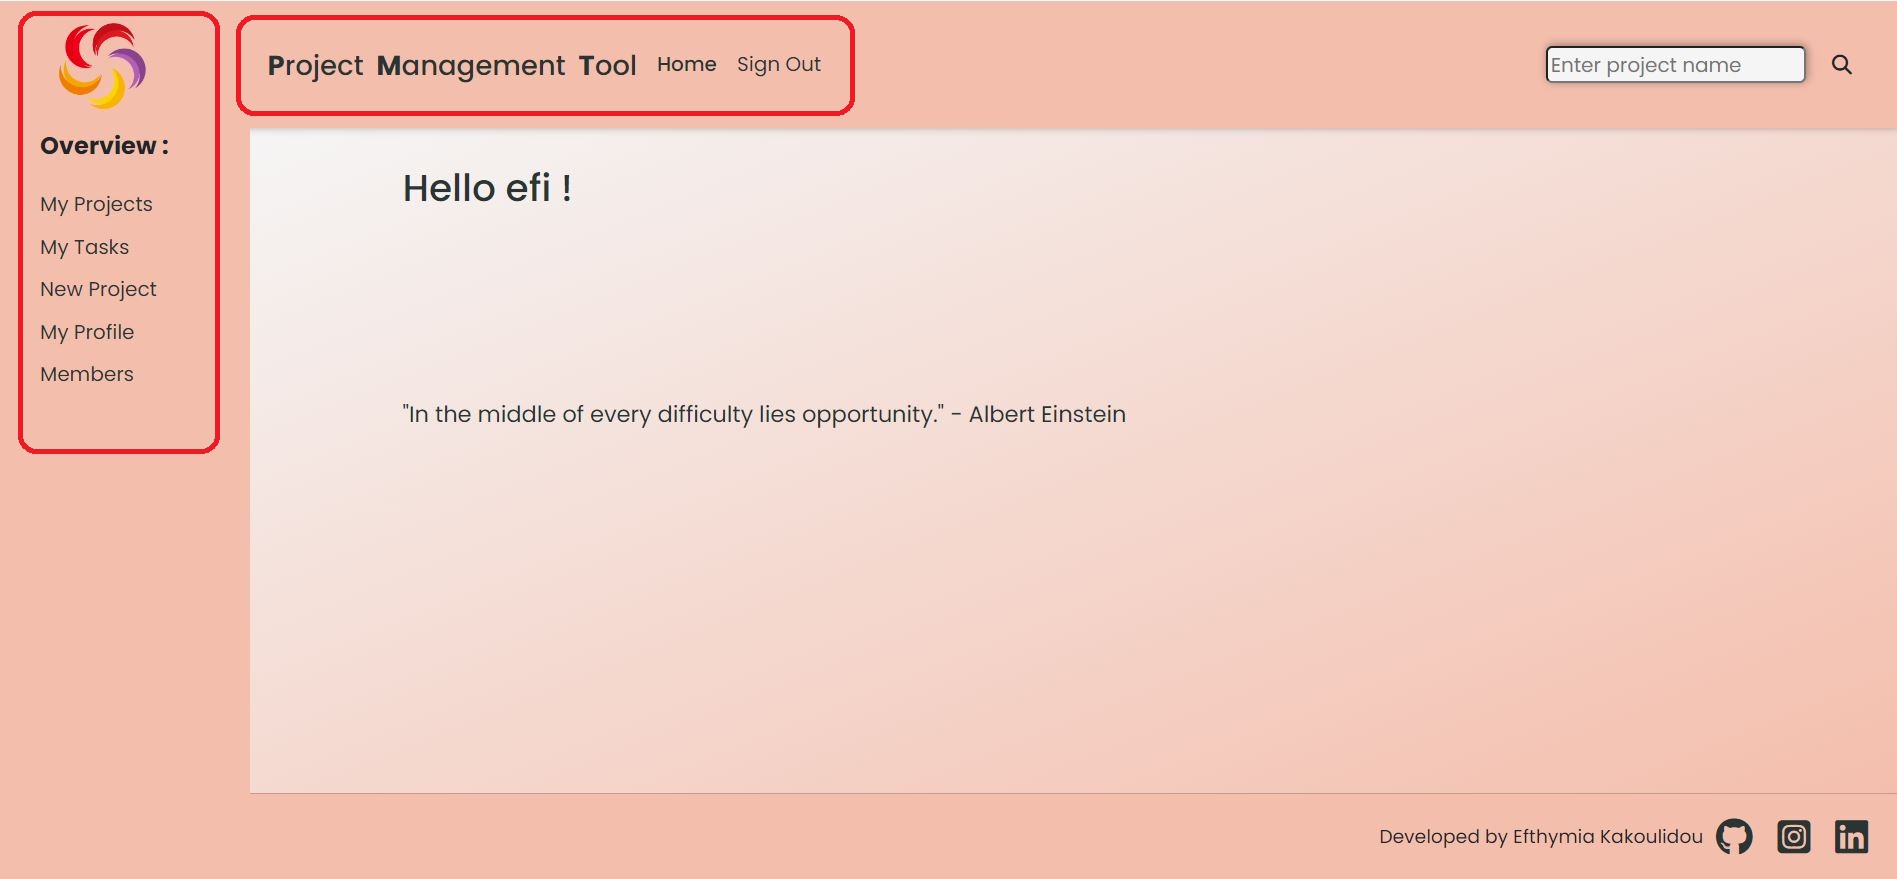 Project Management Tool Home Sign Out
Enter project name
Overview :
My Projects
My Tasks
New Project
My Profile
Members
Hello efi !
"In the middle of every difficulty lies opportunity." - Albert Einstein
Developed by Efthymia Kakoulidou
in